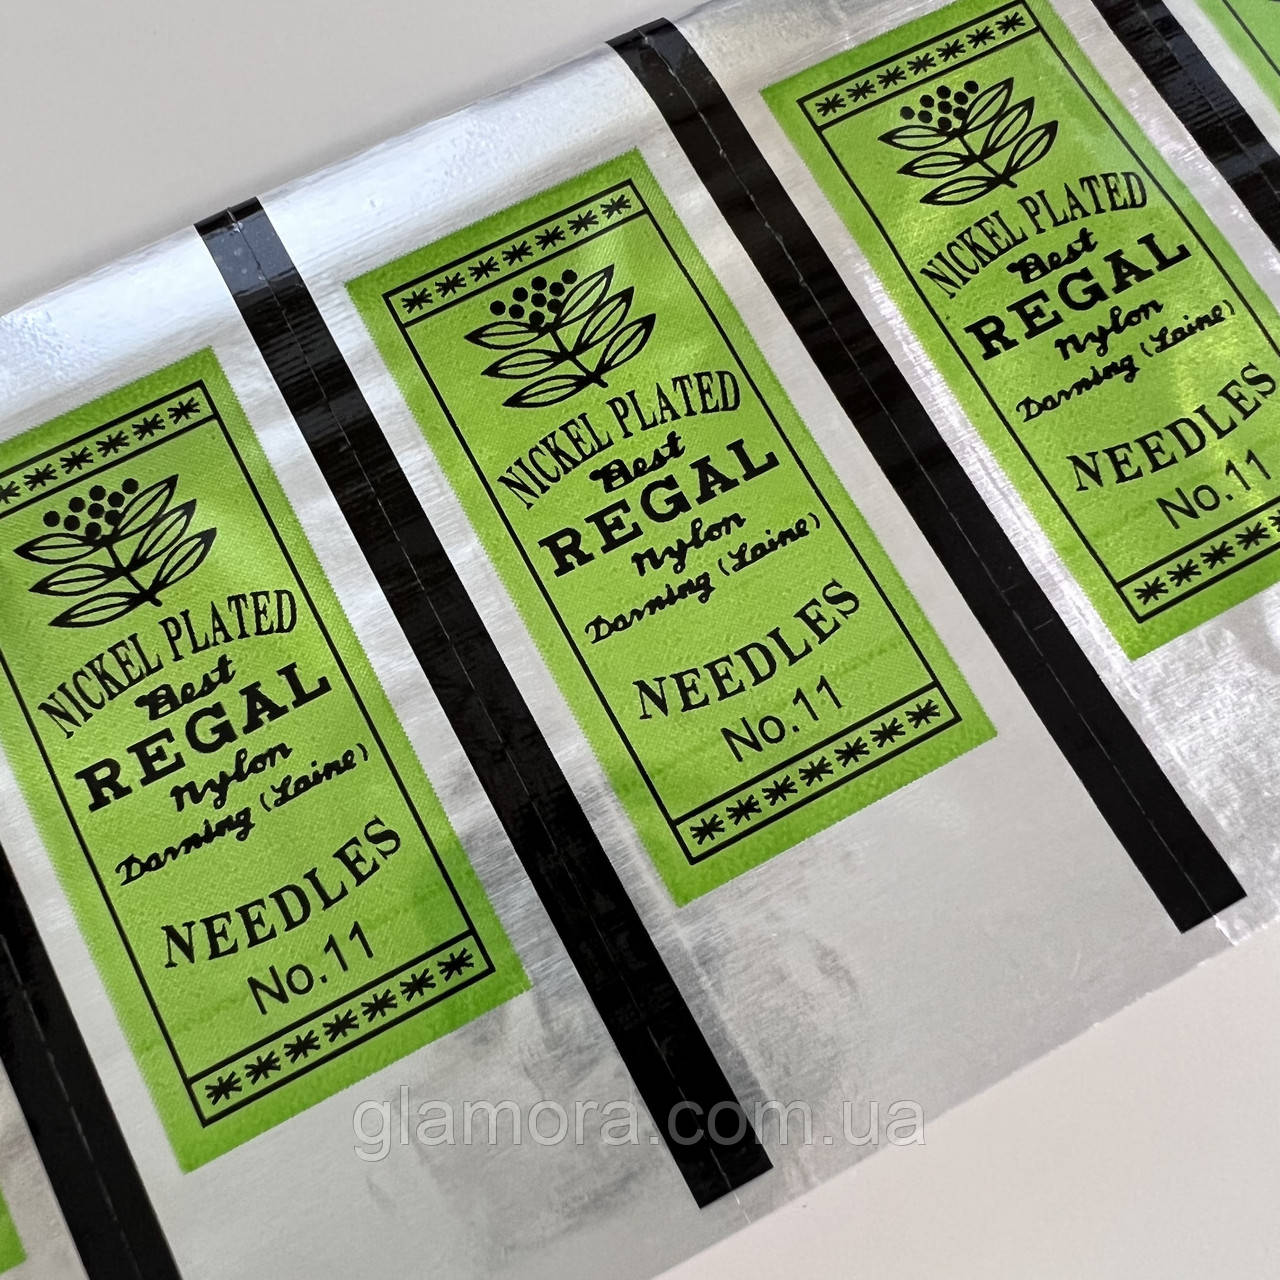 NICKEL PLATED
Best
REGAL
Nylon
Darning (Laine)
NEEDLES
No.11
NICKEL PLATED
Best
REGAL
Nylon
Darning (Laine)
NEEDLES
No.11
NICKEL PLATED
Best
REGAL
Nylon
Darning (Laine)
NEEDLES
No.11
glamora.com.ua